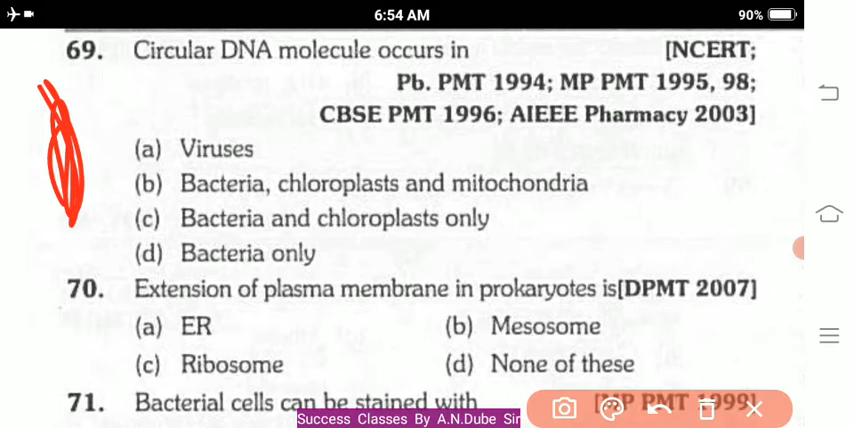 6:54 AM
90%
69. Circular DNA molecule occurs in [NCERT;
Pb. PMT 1994; MP PMT 1995, 98;
CBSE PMT 1996; AIEEE Pharmacy 2003]
(a) Viruses
(b) Bacteria, chloroplasts and mitochondria
(c) Bacteria and chloroplasts only
(d) Bacteria only
70. Extension of plasma membrane in prokaryotes is[DPMT 2007]
(a) ER (b) Mesosome
(c) Ribosome (d) None of these
71. Bacterial cells can be stained with [MP PMT 1999]
Success Classes By A.N.Dube Sir